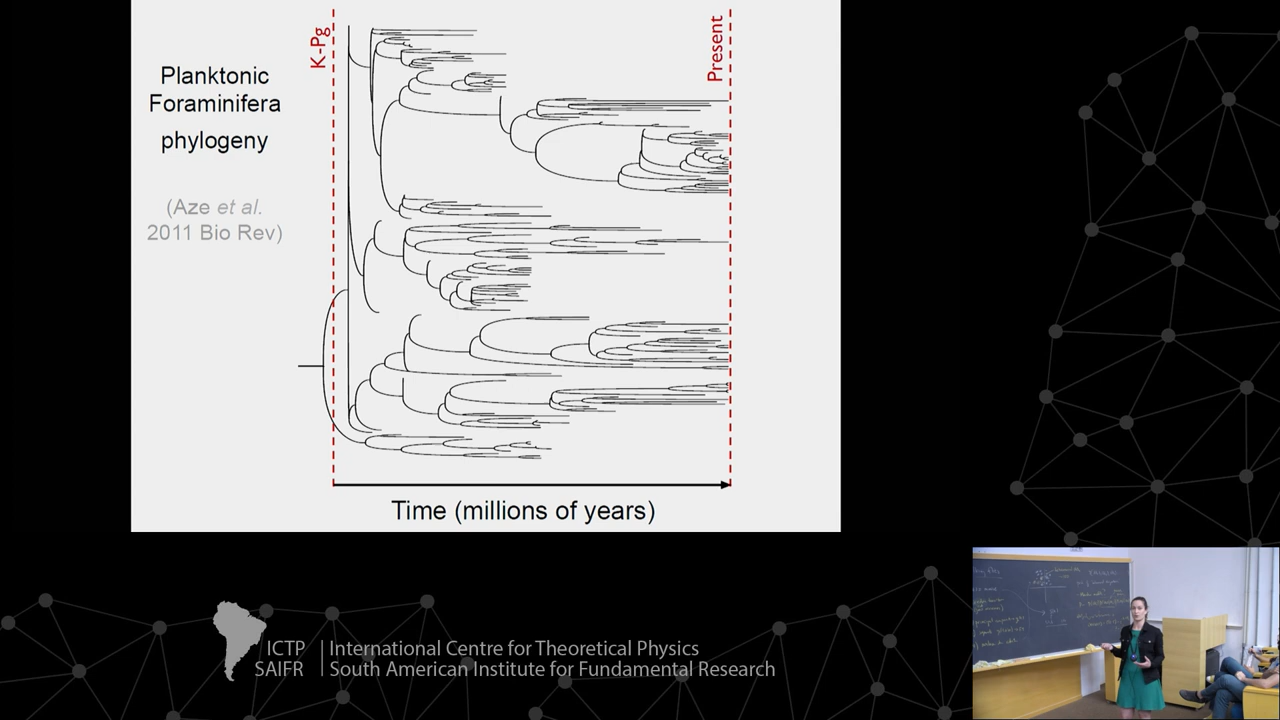 K-Pg
Present
Planktonic
Foraminifera
phylogeny
(Aze et al.
2011 Bio Rev)
Time (millions of years)
ICTP
SAIFR
International Centre for Theoretical Physics
South American Institute for Fundamental Research